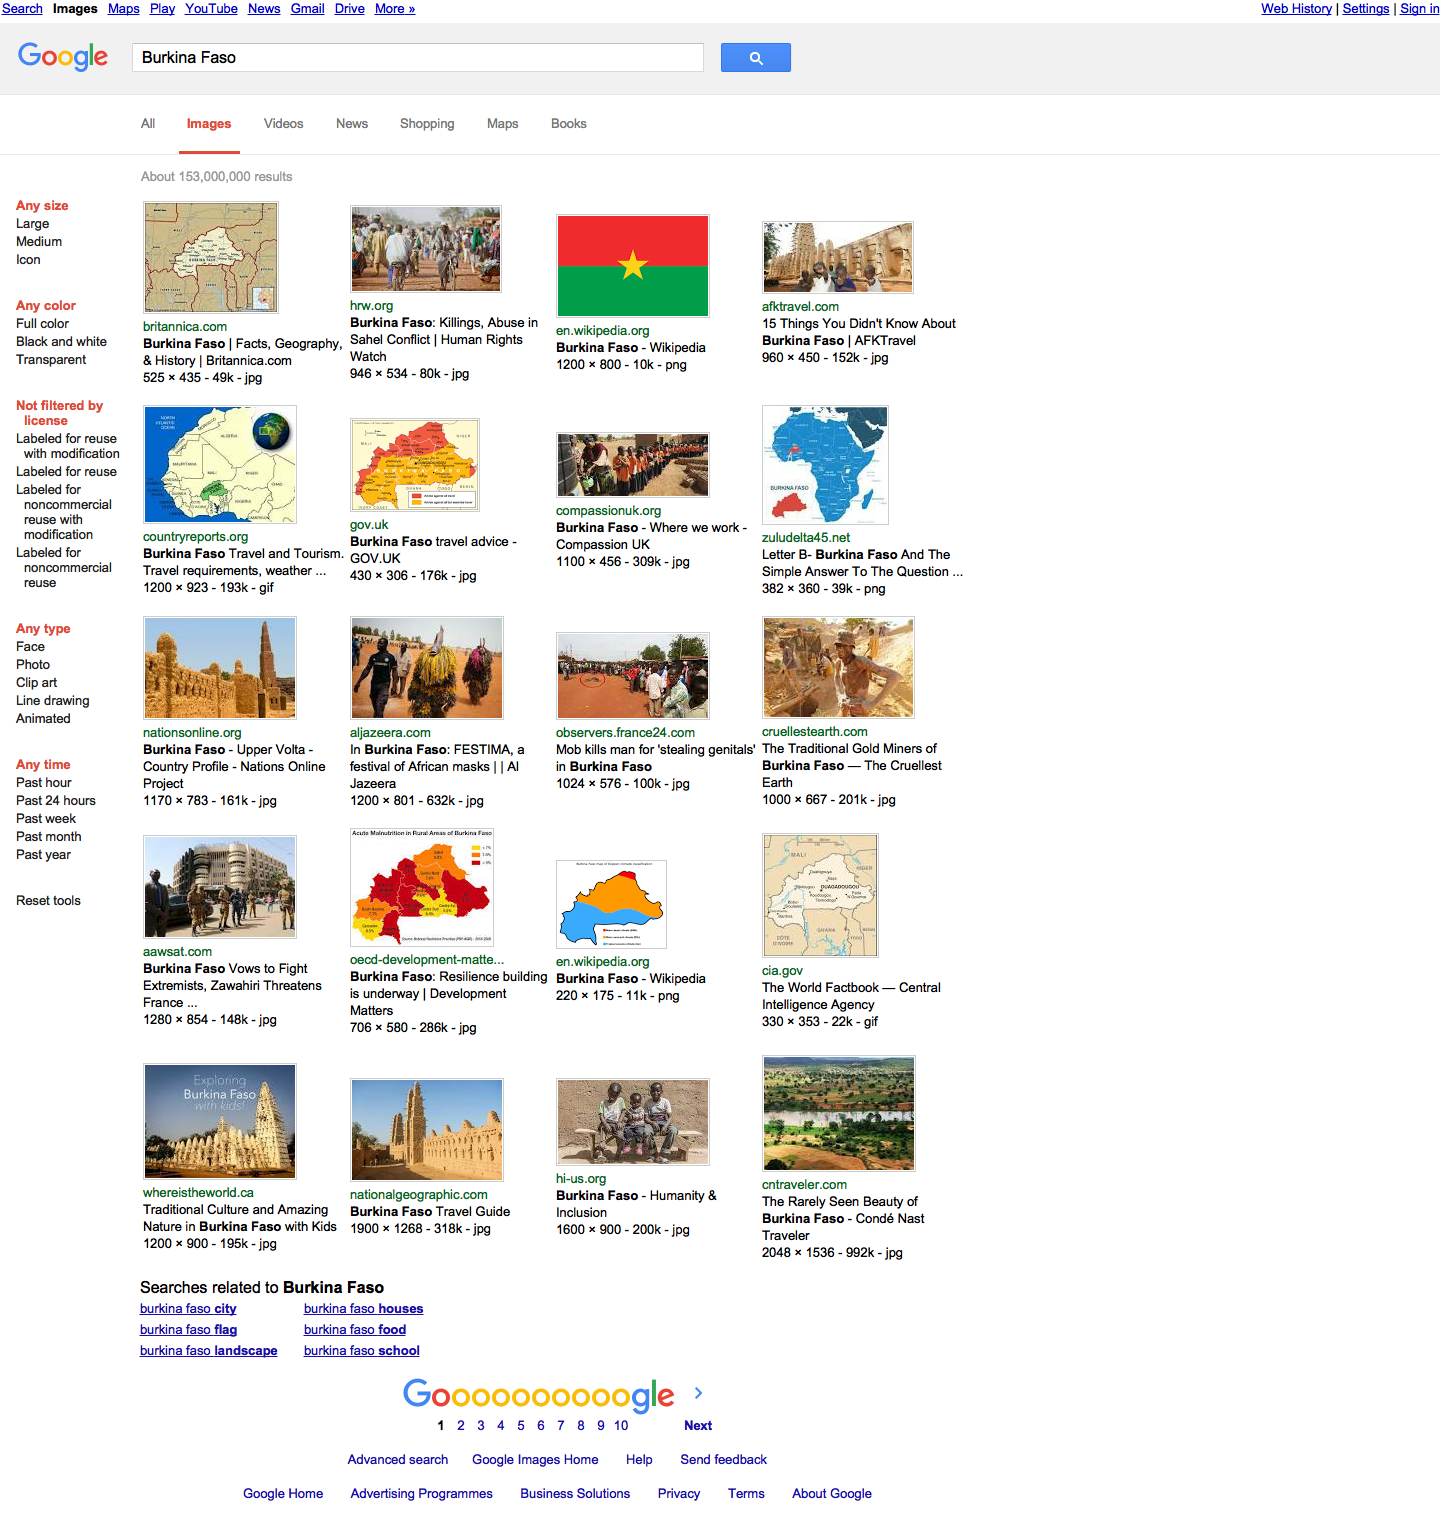 Search Images Maps Play YouTube News Gmail Drive More »
Web History | Settings | Sign in
Google
Burkina Faso
All Images Videos News Shopping Maps Books
About 153,000,000 results
Any size
Large
Medium
Icon
Any color
Full color
Black and white
Transparent
Not filtered by
license
Labeled for reuse
with modification
Labeled for reuse
Labeled for
noncommercial
reuse with
modification
Labeled for
noncommercial
reuse
Any type
Face
Photo
Clip art
Line drawing
Animated
Any time
Past hour
Past 24 hours
Past week
Past month
Past year
Reset tools
britannica.com
Burkina Faso | Facts, Geography,
& History | Britannica.com
525 × 435 - 49k - jpg
hrw.org
Burkina Faso: Killings, Abuse in
Sahel Conflict | Human Rights
Watch
946 × 534 - 80k - jpg
en.wikipedia.org
Burkina Faso - Wikipedia
1200 × 800 - 10k - png
afktravel.com
15 Things You Didn't Know About
Burkina Faso | AFKTravel
960 × 450 - 152k - jpg
countryreports.org
Burkina Faso Travel and Tourism.
Travel requirements, weather ...
1200 × 923 - 193k - gif
gov.uk
Burkina Faso travel advice -
GOV.UK
430 × 306 - 176k - jpg
compassionuk.org
Burkina Faso - Where we work -
Compassion UK
1100 × 456 - 309k - jpg
BURKINA FASO
zuludelta45.net
Letter B- Burkina Faso And The
Simple Answer To The Question ...
382 × 360 - 39k - png
nationsonline.org
Burkina Faso - Upper Volta -
Country Profile - Nations Online
Project
1170 × 783 - 161k - jpg
aljazeera.com
In Burkina Faso: FESTIMA, a
festival of African masks | | Al
Jazeera
1200 × 801 - 632k - jpg
observers.france24.com
Mob kills man for 'stealing genitals'
in Burkina Faso
1024 × 576 - 100k - jpg
cruellestearth.com
The Traditional Gold Miners of
Burkina Faso — The Cruellest
Earth
1000 × 667 - 201k - jpg
aawsat.com
Burkina Faso Vows to Fight
Extremists, Zawahiri Threatens
France ...
1280 × 854 - 148k - jpg
Acute Malnutrition in Rural Areas of Burkina Faso
oecd-development-matte...
Burkina Faso: Resilience building
is underway | Development
Matters
706 × 580 - 286k - jpg
en.wikipedia.org
Burkina Faso - Wikipedia
220 × 175 - 11k - png
MALI
NIGER
OUAGADOUGOU
CÔTE
D'IVOIRE
GHANA
cia.gov
The World Factbook — Central
Intelligence Agency
330 × 353 - 22k - gif
Exploring
Burkina Faso
with kids!
whereistheworld.ca
Traditional Culture and Amazing
Nature in Burkina Faso with Kids
1200 × 900 - 195k - jpg
nationalgeographic.com
Burkina Faso Travel Guide
1900 × 1268 - 318k - jpg
hi-us.org
Burkina Faso - Humanity &
Inclusion
1600 × 900 - 200k - jpg
cntraveler.com
The Rarely Seen Beauty of
Burkina Faso - Condé Nast
Traveler
2048 × 1536 - 992k - jpg
Searches related to Burkina Faso
burkina faso city burkina faso houses
burkina faso flag burkina faso food
burkina faso landscape burkina faso school
Goooooooooogle
1 2 3 4 5 6 7 8 9 10 Next
Advanced search Google Images Home Help Send feedback
Google Home Advertising Programmes Business Solutions Privacy Terms About Google